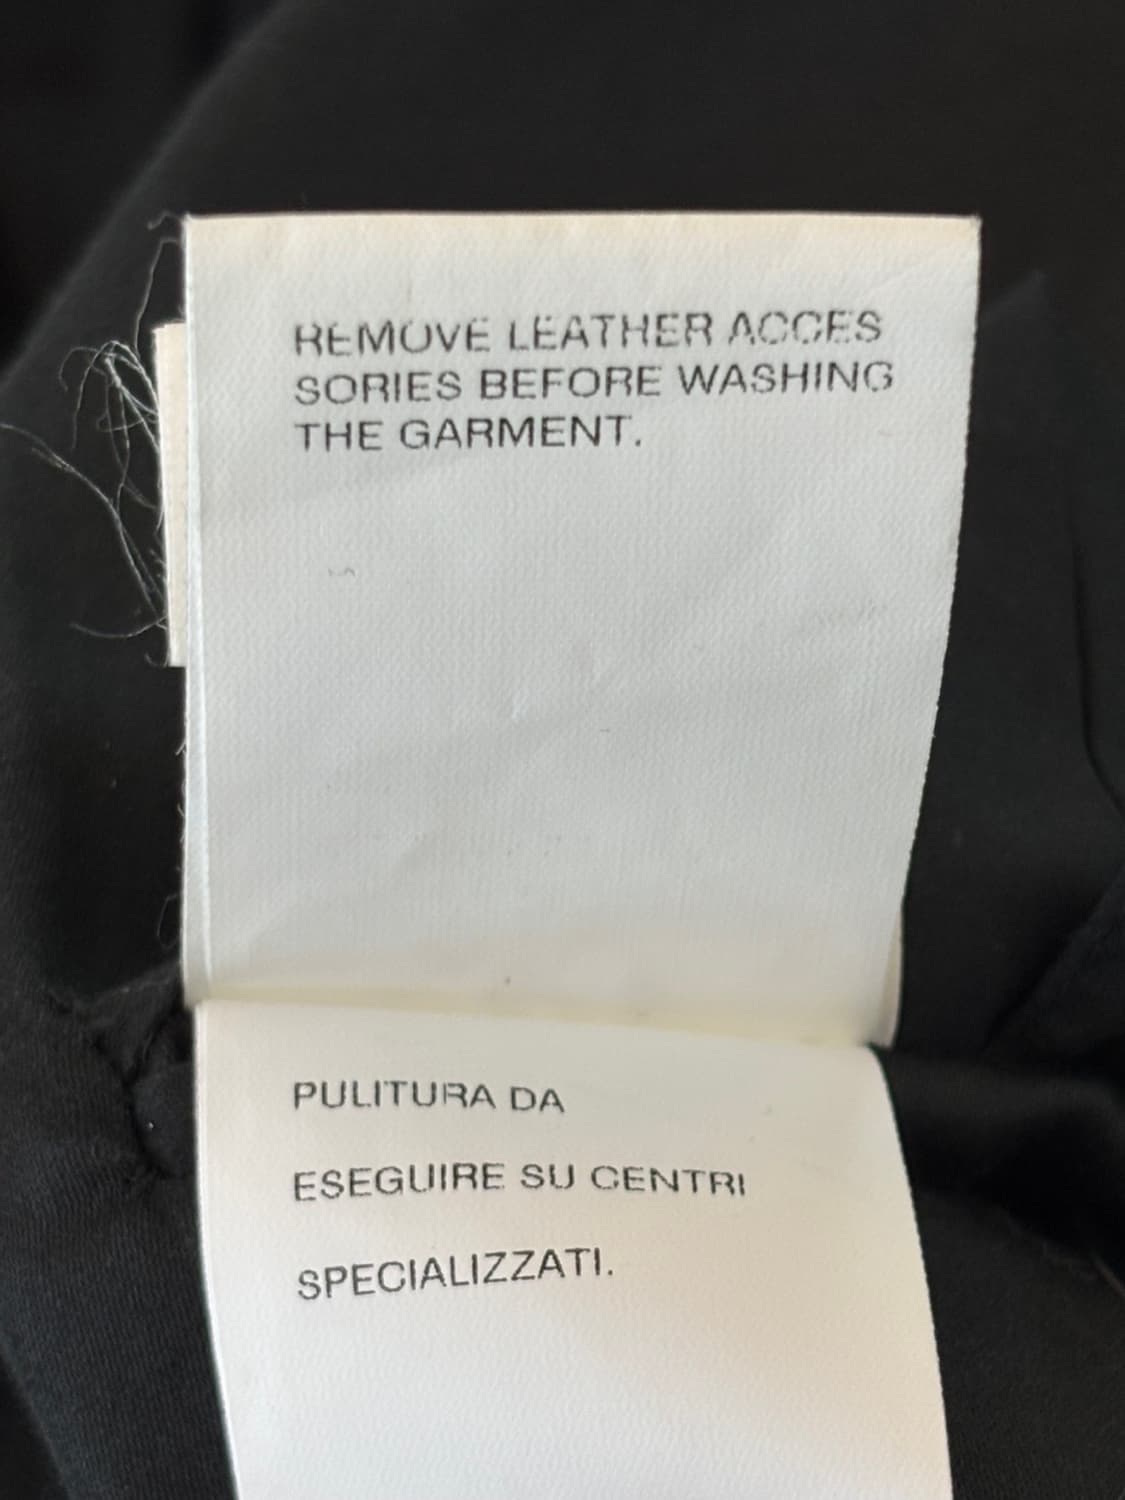 REMOVE LEATHER ACCES
SORIES BEFORE WASHING
THE GARMENT.
PULITURA DA
ESEGUIRE SU CENTRI
SPECIALIZZATI.